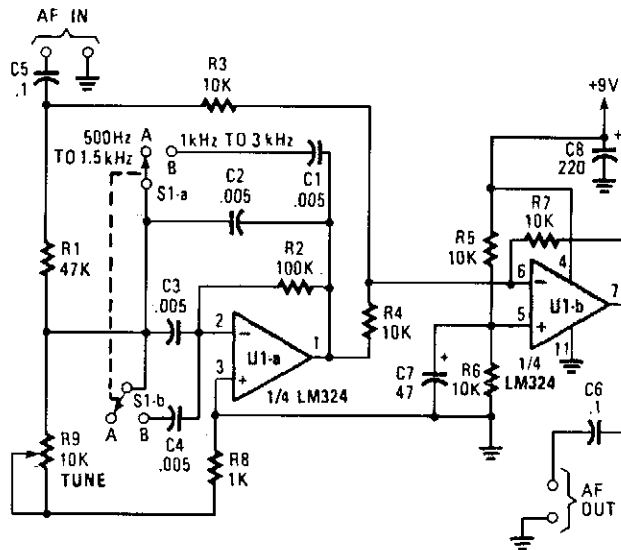 AF IN
C5
.1
R3
10K
+9V
500Hz
TO 1.5kHz
A
1kHz TO 3kHz
B
S1-a
C1
.005
C2
.005
+
C8
220
R1
47K
R2
100K
R5
10K
R7
10K
4
C3
.005
2
−
U1-a
1
3
+
1/4 LM324
R4
10K
6
−
U1-b
7
5
+
11
1/4
LM324
S1-b
A
B
C4
.005
+
C7
47
R6
10K
C6
.1
R9
10K
TUNE
R8
1K
AF
OUT